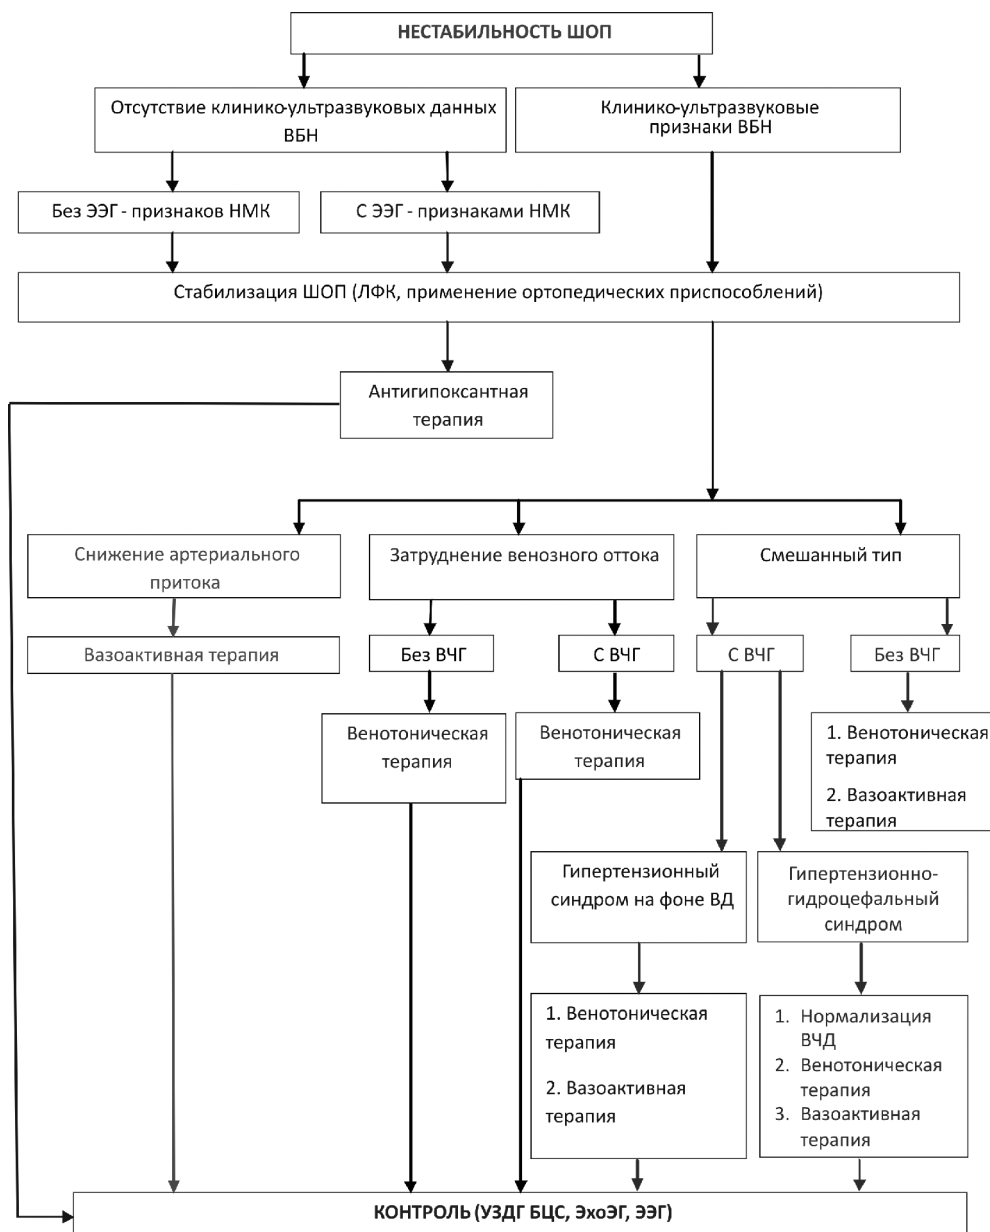 НЕСТАБИЛЬНОСТЬ ШОП
Отсутствие клинико-ультразвуковых данных
ВБН
Клинико-ультразвуковые
признаки ВБН
Без ЭЭГ - признаков НМК
С ЭЭГ - признаками НМК
Стабилизация ШОП (ЛФК, применение ортопедических приспособлений)
Антигипоксантная
терапия
Снижение артериального
притока
Затруднение венозного оттока
Смешанный тип
Вазоактивная терапия
Без ВЧГ
С ВЧГ
С ВЧГ
Без ВЧГ
Венотоническая
терапия
Венотоническая
терапия
1. Венотоническая
терапия
2. Вазоактивная
терапия
Гипертензионный
синдром на фоне ВД
Гипертензионно-
гидроцефальный
синдром
1. Венотоническая
терапия
2. Вазоактивная
терапия
1. Нормализация
ВЧД
2. Венотоническая
терапия
3. Вазоактивная
терапия
КОНТРОЛЬ (УЗДГ БЦС, ЭхоЭГ, ЭЭГ)